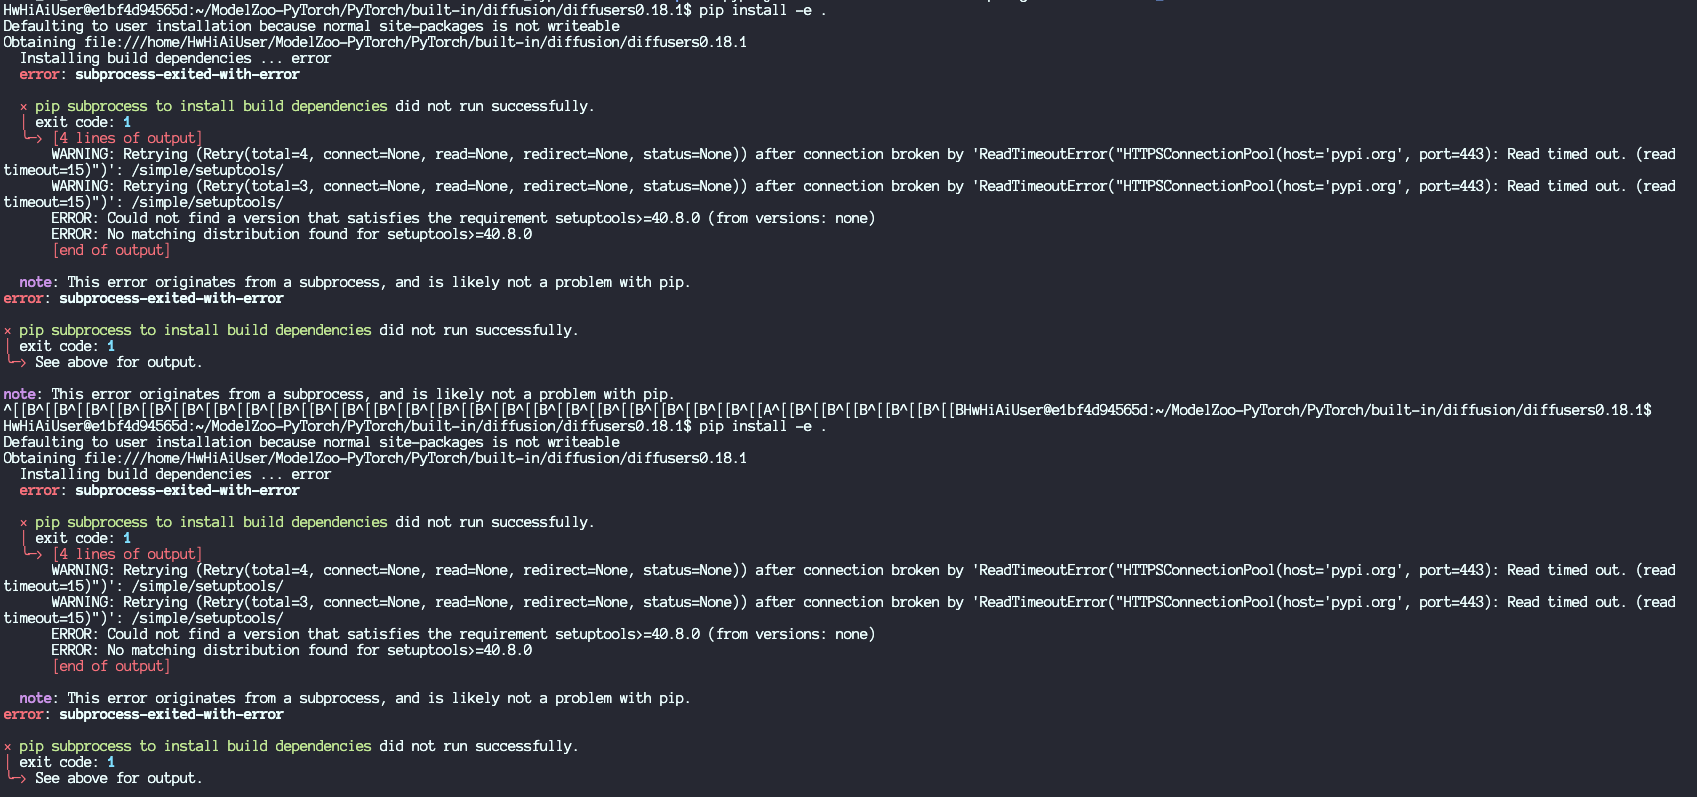 HwHiAiUser@e1bf4d94565d:~/ModelZoo-PyTorch/PyTorch/built-in/diffusion/diffusers0.18.1$ pip install -e .
Defaulting to user installation because normal site-packages is not writeable
Obtaining file:///home/HwHiAiUser/ModelZoo-PyTorch/PyTorch/built-in/diffusion/diffusers0.18.1
  Installing build dependencies ... error
  error: subprocess-exited-with-error

  × pip subprocess to install build dependencies did not run successfully.
  │ exit code: 1
  ╰─> [4 lines of output]
      WARNING: Retrying (Retry(total=4, connect=None, read=None, redirect=None, status=None)) after connection broken by 'ReadTimeoutError("HTTPSConnectionPool(host='pypi.org', port=443): Read timed out. (read
timeout=15)")': /simple/setuptools/
      WARNING: Retrying (Retry(total=3, connect=None, read=None, redirect=None, status=None)) after connection broken by 'ReadTimeoutError("HTTPSConnectionPool(host='pypi.org', port=443): Read timed out. (read
timeout=15)")': /simple/setuptools/
      ERROR: Could not find a version that satisfies the requirement setuptools>=40.8.0 (from versions: none)
      ERROR: No matching distribution found for setuptools>=40.8.0
      [end of output]

  note: This error originates from a subprocess, and is likely not a problem with pip.
error: subprocess-exited-with-error

× pip subprocess to install build dependencies did not run successfully.
│ exit code: 1
╰─> See above for output.

note: This error originates from a subprocess, and is likely not a problem with pip.
^[[B^[[B^[[B^[[B^[[B^[[B^[[B^[[B^[[B^[[B^[[B^[[B^[[B^[[B^[[B^[[B^[[B^[[B^[[B^[[B^[[B^[[B^[[B^[[A^[[B^[[B^[[B^[[B^[[B^[[BHwHiAiUser@e1bf4d94565d:~/ModelZoo-PyTorch/PyTorch/built-in/diffusion/diffusers0.18.1$
HwHiAiUser@e1bf4d94565d:~/ModelZoo-PyTorch/PyTorch/built-in/diffusion/diffusers0.18.1$ pip install -e .
Defaulting to user installation because normal site-packages is not writeable
Obtaining file:///home/HwHiAiUser/ModelZoo-PyTorch/PyTorch/built-in/diffusion/diffusers0.18.1
  Installing build dependencies ... error
  error: subprocess-exited-with-error

  × pip subprocess to install build dependencies did not run successfully.
  │ exit code: 1
  ╰─> [4 lines of output]
      WARNING: Retrying (Retry(total=4, connect=None, read=None, redirect=None, status=None)) after connection broken by 'ReadTimeoutError("HTTPSConnectionPool(host='pypi.org', port=443): Read timed out. (read
timeout=15)")': /simple/setuptools/
      WARNING: Retrying (Retry(total=3, connect=None, read=None, redirect=None, status=None)) after connection broken by 'ReadTimeoutError("HTTPSConnectionPool(host='pypi.org', port=443): Read timed out. (read
timeout=15)")': /simple/setuptools/
      ERROR: Could not find a version that satisfies the requirement setuptools>=40.8.0 (from versions: none)
      ERROR: No matching distribution found for setuptools>=40.8.0
      [end of output]

  note: This error originates from a subprocess, and is likely not a problem with pip.
error: subprocess-exited-with-error

× pip subprocess to install build dependencies did not run successfully.
│ exit code: 1
╰─> See above for output.